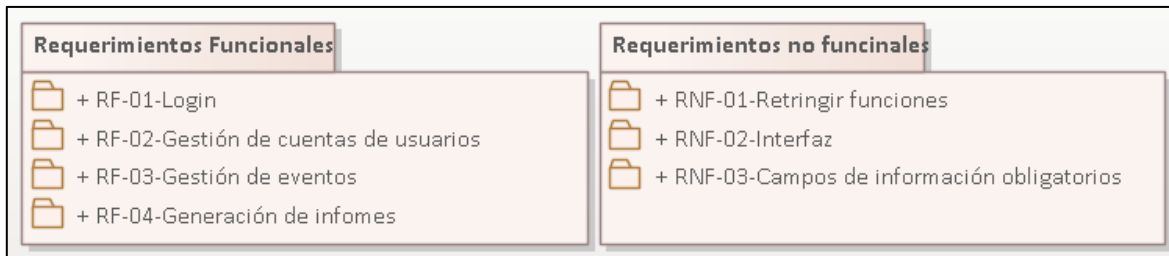 Requerimientos Funcionales
+ RF-01-Login
+ RF-02-Gestión de cuentas de usuarios
+ RF-03-Gestión de eventos
+ RF-04-Generación de infomes
Requerimientos no funcinales
+ RNF-01-Retringir funciones
+ RNF-02-Interfaz
+ RNF-03-Campos de información obligatorios